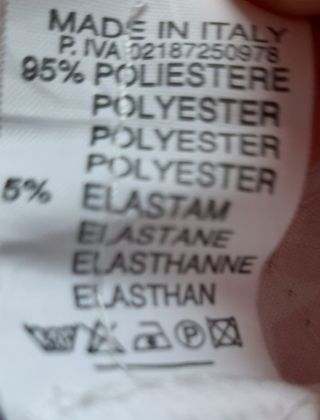 MADE IN ITALY
P. IVA 02187250978
95% POLIESTERE
POLYESTER
POLYESTER
POLYESTER
5% ELASTAM
ELASTANE
ELASTHANNE
ELASTHAN
P